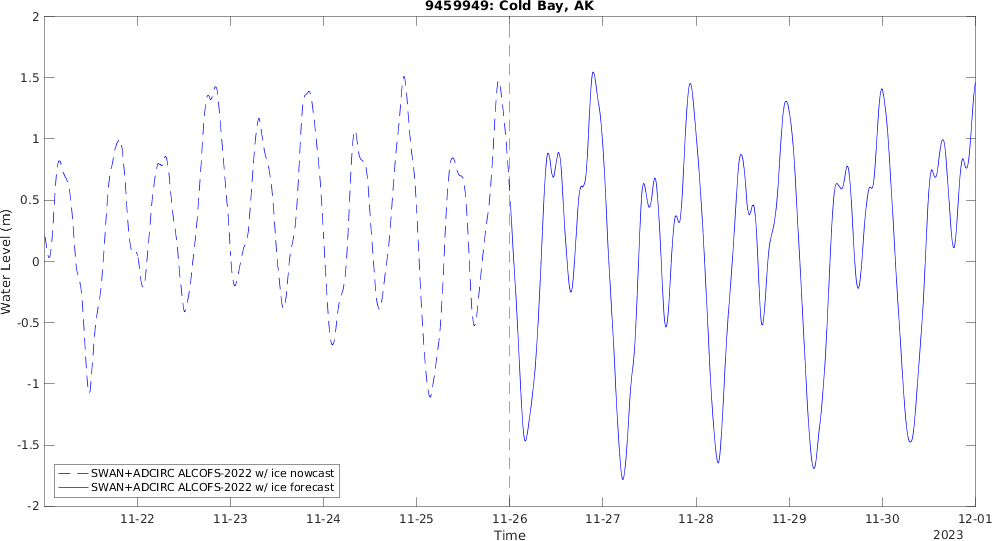 9459949: Cold Bay, AK
2
1.5
1
0.5
0
-0.5
-1
-1.5
-2
Water Level (m)
SWAN+ADCIRC ALCOFS-2022 w/ ice nowcast
SWAN+ADCIRC ALCOFS-2022 w/ ice forecast
11-22 11-23 11-24 11-25 11-26 11-27 11-28 11-29 11-30 12-01
Time
2023